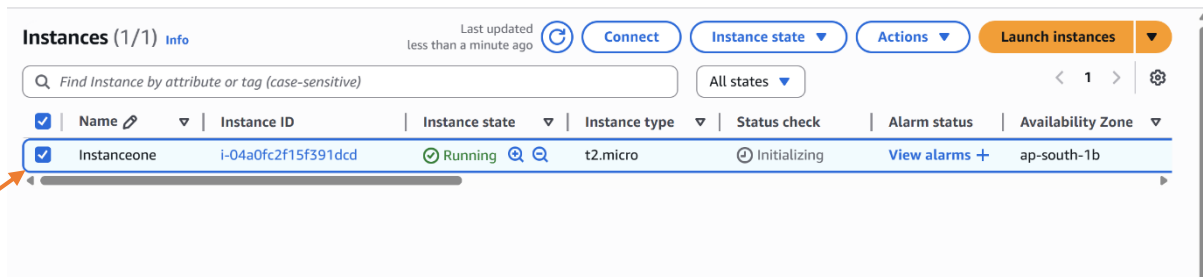 Instances (1/1) Info
Last updated
less than a minute ago
Connect
Instance state
Actions
Launch instances
Find Instance by attribute or tag (case-sensitive)
All states
1
Name Instance ID Instance state Instance type Status check Alarm status Availability Zone
Instanceone i-04a0fc2f15f391dcd Running t2.micro Initializing View alarms + ap-south-1b